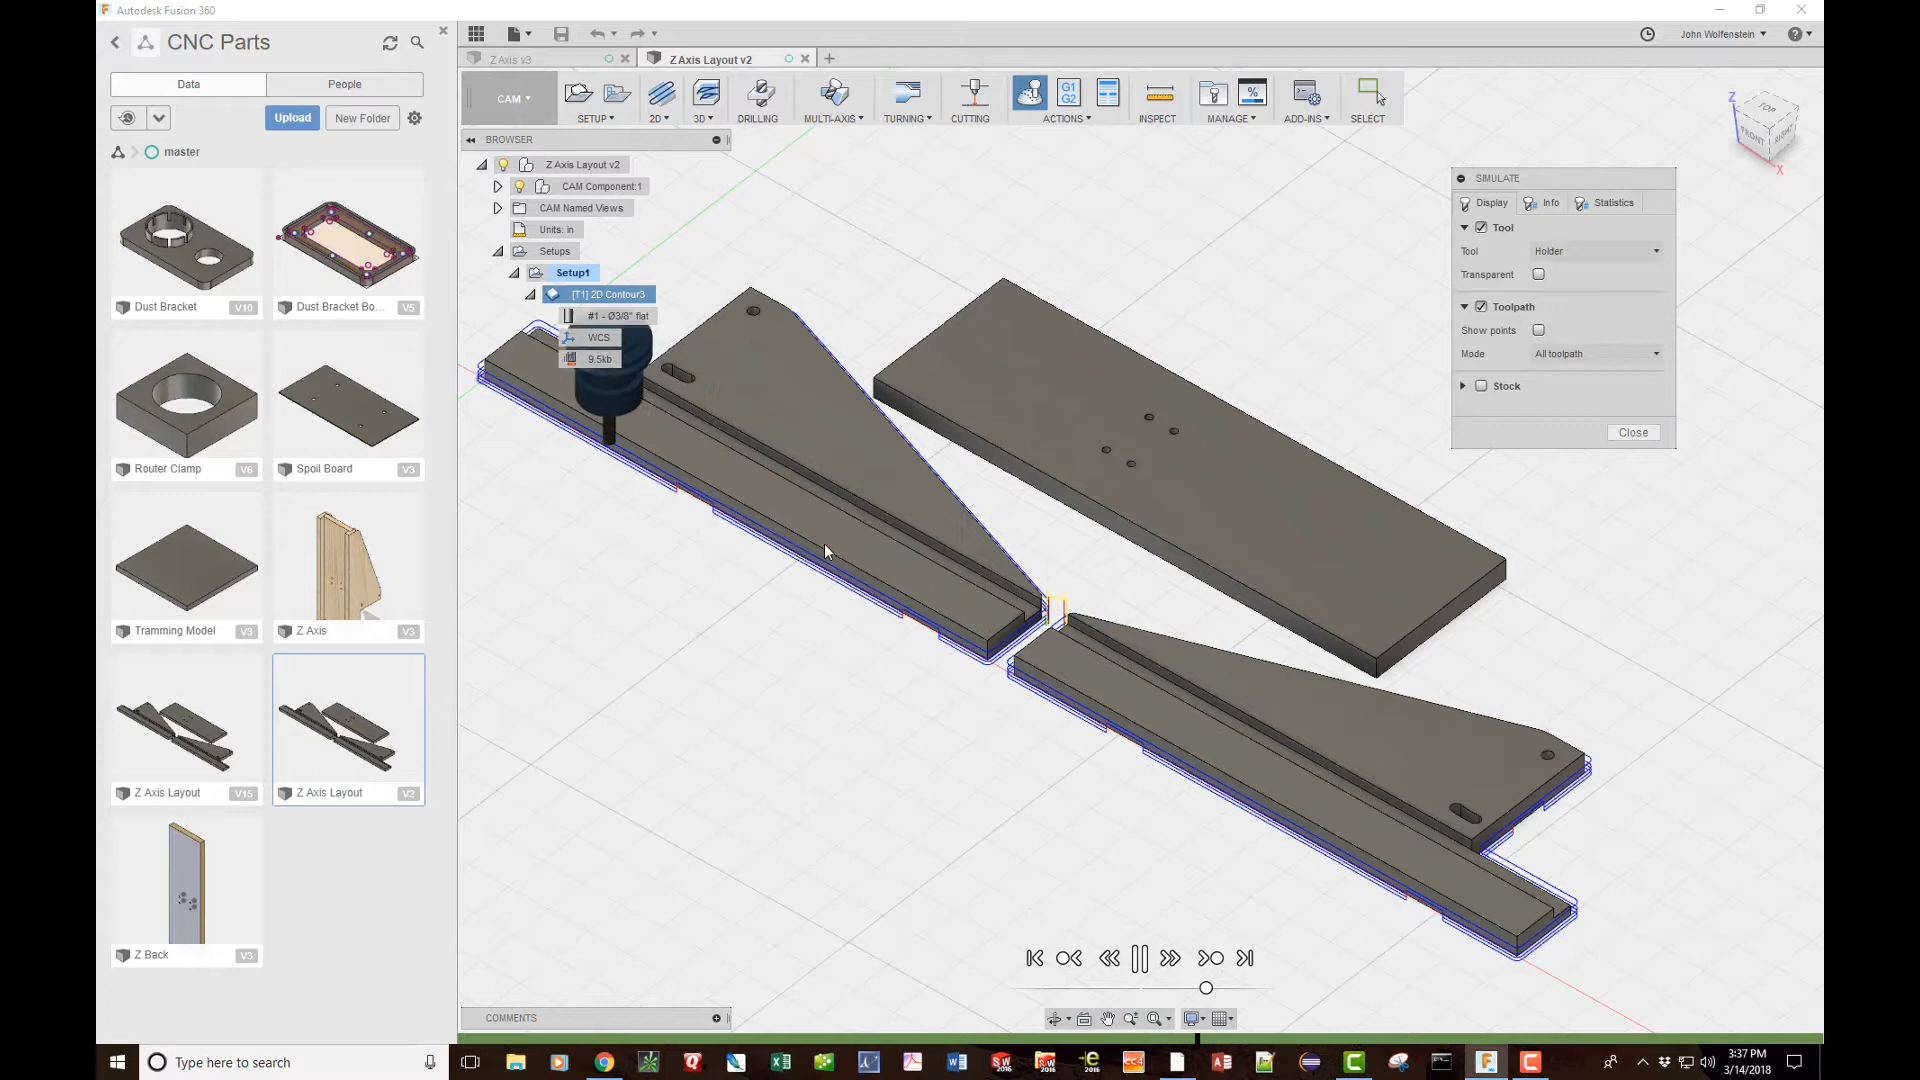 Autodesk Fusion 360
CNC Parts
Data
People
Upload
New Folder
master
Dust Bracket
V10
Dust Bracket Bo...
V5
Router Clamp
V6
Spoil Board
V3
Tramming Model
V3
Z Axis
V3
Z Axis Layout
V15
Z Axis Layout
V2
Z Back
V3
John Wolfenstein
Z Axis v3
Z Axis Layout v2
CAM
SETUP
2D
3D
DRILLING
MULTI-AXIS
TURNING
CUTTING
G1
G2
ACTIONS
INSPECT
%
MANAGE
ADD-INS
SELECT
BROWSER
Z Axis Layout v2
CAM Component:1
CAM Named Views
Units: in
Setups
Setup1
[T1] 2D Contour3
#1 - Ø3/8" flat
WCS
9.5kb
Z
TOP
FRONT
RIGHT
X
SIMULATE
Display
Info
Statistics
Tool
Tool
Holder
Transparent
Toolpath
Show points
Mode
All toolpath
Stock
Close
COMMENTS
Type here to search
3:37 PM
3/14/2018